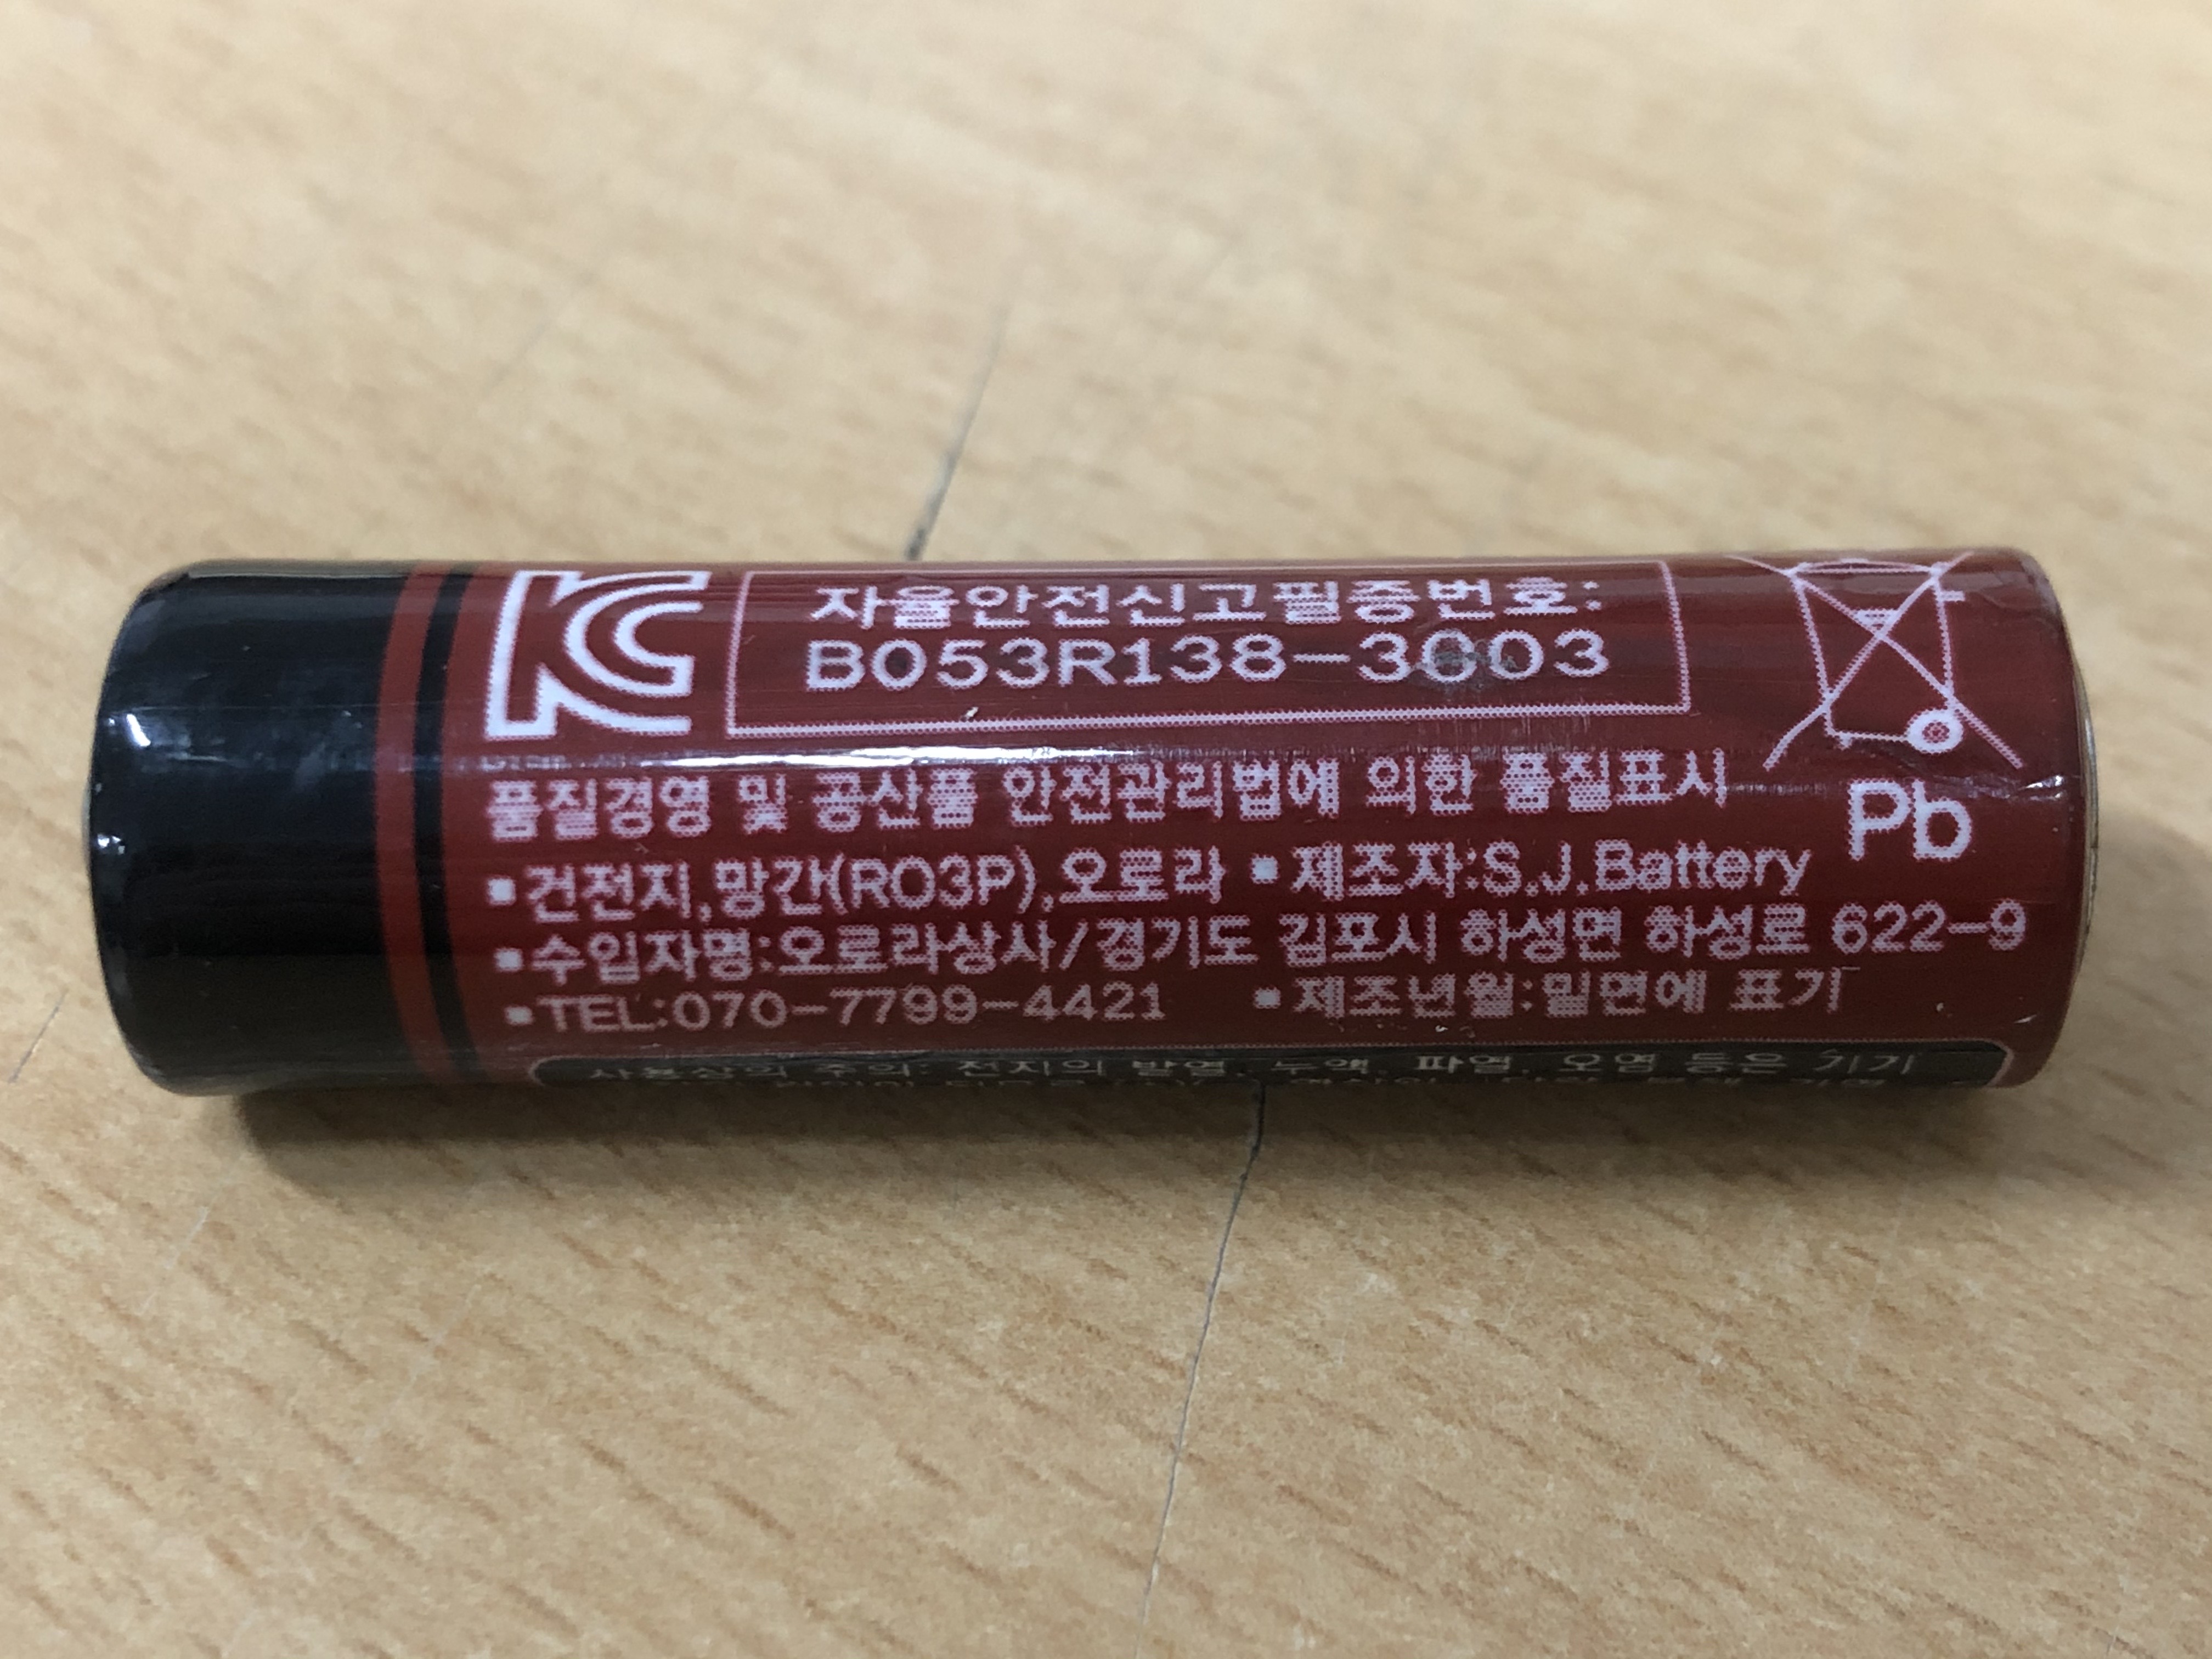 KC
자율안전신고필증번호:
B053R138-3003
품질경영 및 공산품 안전관리법에 의한 품질표시
Pb
▪건전지,망간(R03P),오로라 ▪제조자:S.J.Battery
▪수입자명:오로라상사/경기도 김포시 하성면 하성로 622-9
▪TEL:070-7799-4421 ▪제조년월:밑면에 표기
사용상의 주의: 전지의 발열, 누액, 파열, 오염 등은 기기